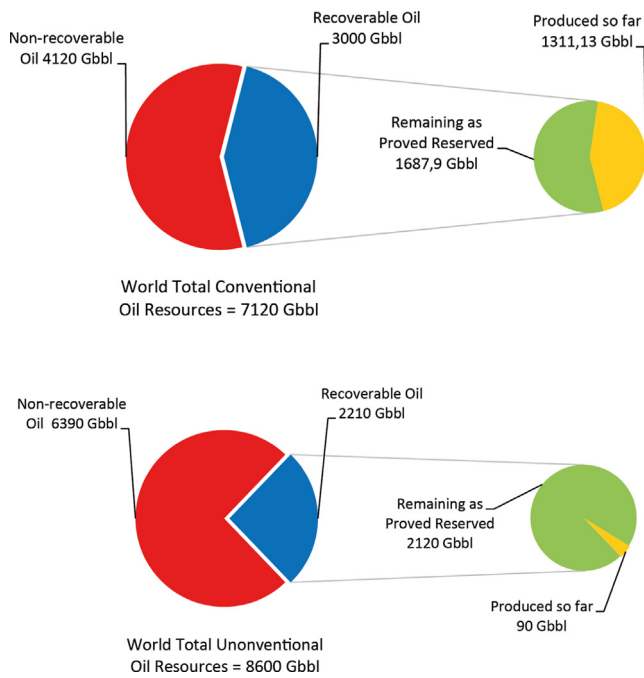 Non-recoverable
Oil 4120 Gbbl
Recoverable Oil
3000 Gbbl
Produced so far
1311,13 Gbbl
Remaining as
Proved Reserved
1687,9 Gbbl
World Total Conventional
Oil Resources = 7120 Gbbl
Non-recoverable
Oil 6390 Gbbl
Recoverable Oil
2210 Gbbl
Remaining as
Proved Reserved
2120 Gbbl
Produced so far
90 Gbbl
World Total Unonventional
Oil Resources = 8600 Gbbl